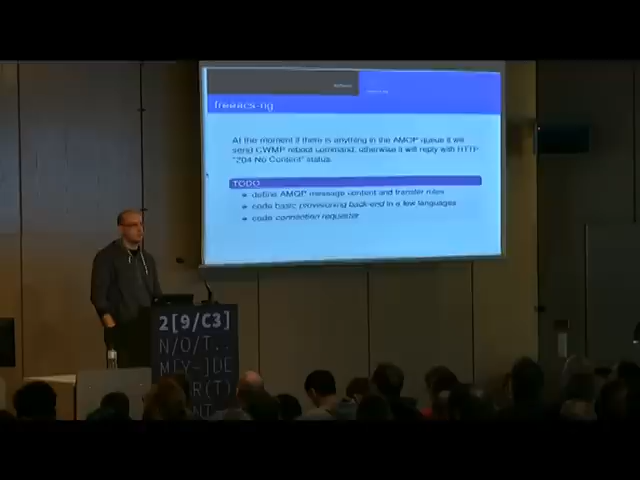 freeacs-ng
At the moment if there is anything in the AMQP queue it will
send CWMP reboot command, otherwise it will reply with HTTP
"204 No Content" status.
TODO
define AMQP message content and transfer rules
code basic provisioning back-end in a few languages
code connection requester
2[9/C3]
N/O/T..